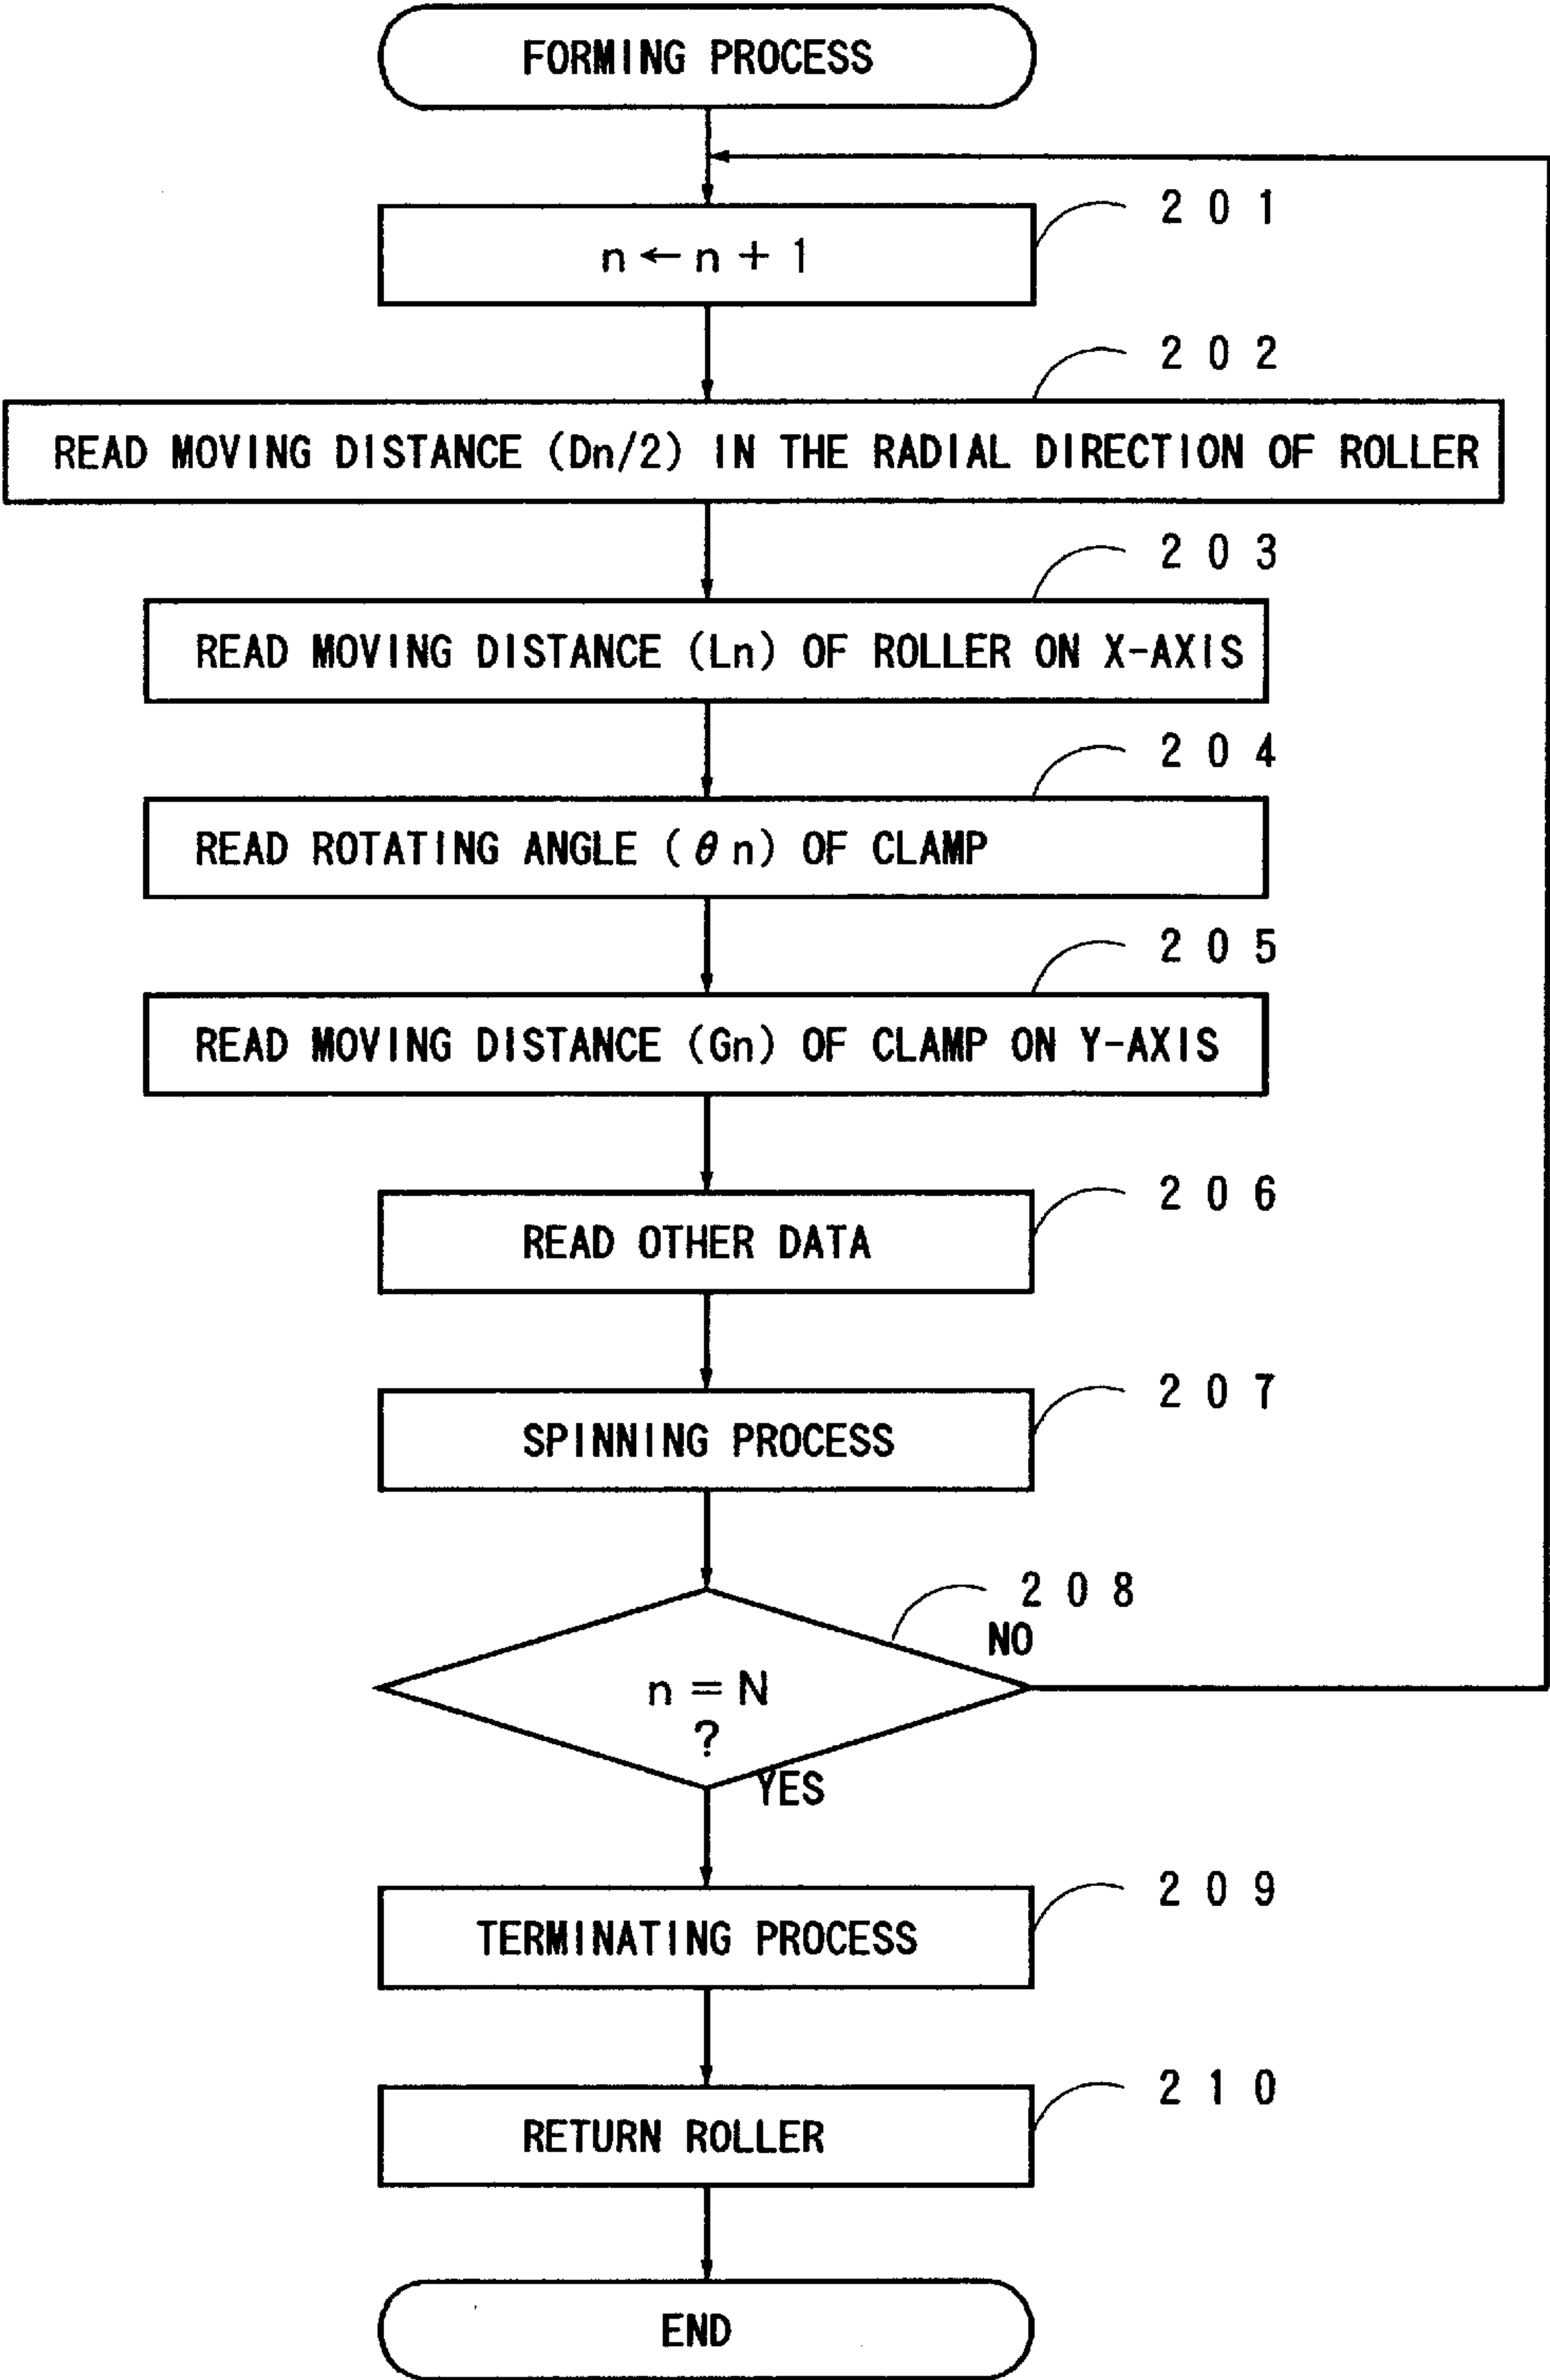 FORMING PROCESS
201
n ← n + 1
202
READ MOVING DISTANCE (Dn/2) IN THE RADIAL DIRECTION OF ROLLER
203
READ MOVING DISTANCE (Ln) OF ROLLER ON X-AXIS
204
READ ROTATING ANGLE (θn) OF CLAMP
205
READ MOVING DISTANCE (Gn) OF CLAMP ON Y-AXIS
206
READ OTHER DATA
207
SPINNING PROCESS
208
NO
n = N
?
YES
209
TERMINATING PROCESS
210
RETURN ROLLER
END